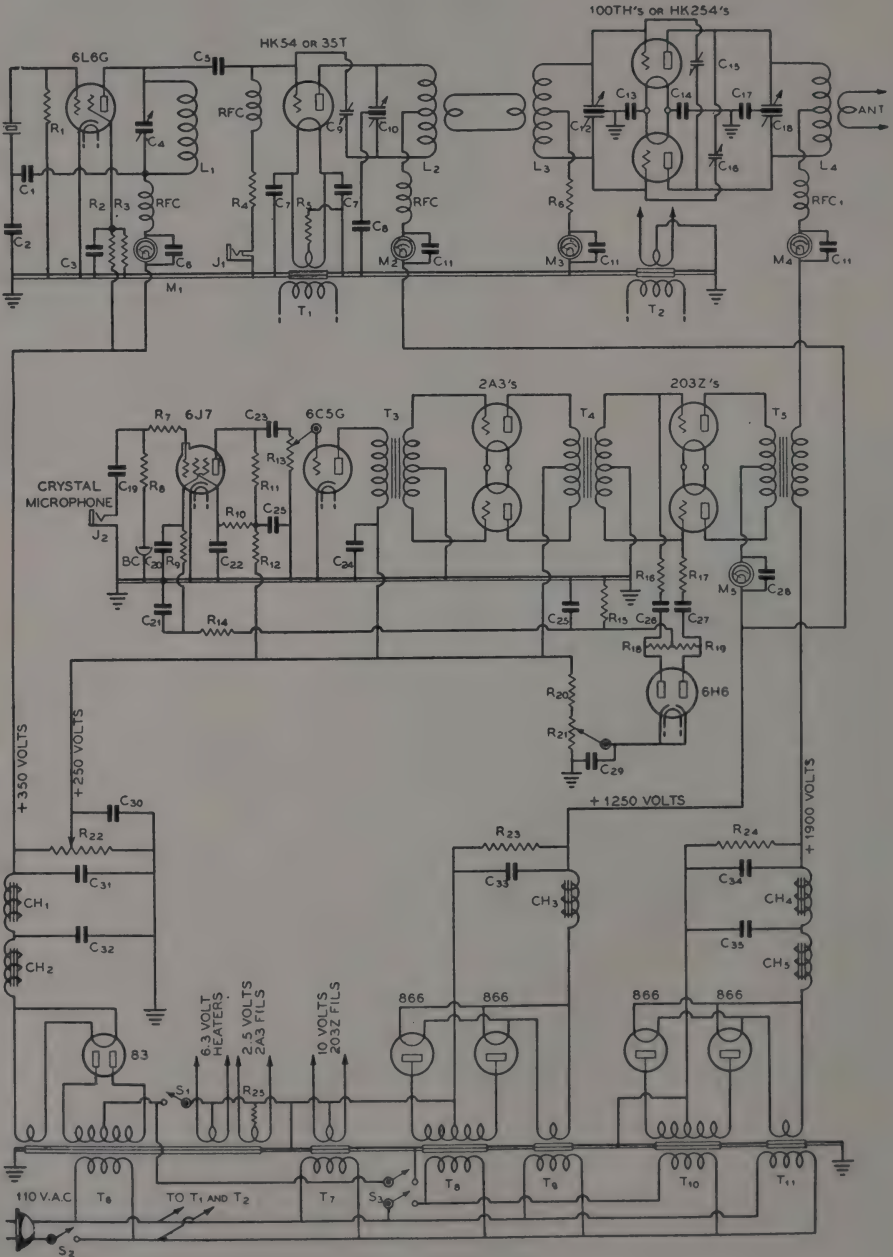 100TH's OR HK254's
6L6G
C5
HK54 OR 35T
R1
C4
L1
RFC
C9
C10
L2
L3
C12
C13
C14
C15
C16
C17
C18
L4
ANT
C1
C2
R2
R3
RFC
R4
C7
R5
C7
C8
RFC
R6
RFC1
C3
C6
M1
J1
T1
M2
C11
M3
C11
T2
M4
C11
R7
6J7
C23
6C5G
T3
2A3's
T4
203Z's
T5
CRYSTAL
MICROPHONE
J2
C19
R8
BC
C20
R9
R10
C22
R11
R12
R13
C25
C24
R16
R17
M5
C28
C21
R14
C25
R15
C26
C27
R18
R19
6H6
R20
R21
C29
+350 VOLTS
+250 VOLTS
+1250 VOLTS
+1900 VOLTS
C30
R22
C31
CH1
C32
CH2
R23
C33
CH3
R24
C34
CH4
C35
CH5
83
S1
6.3 VOLT
HEATERS
2.5 VOLTS
2A3 FILS
R25
10 VOLTS
203Z FILS
866
866
866
866
110 V.A.C
T6
TO T1 AND T2
T7
S3
T8
T9
T10
T11
S2